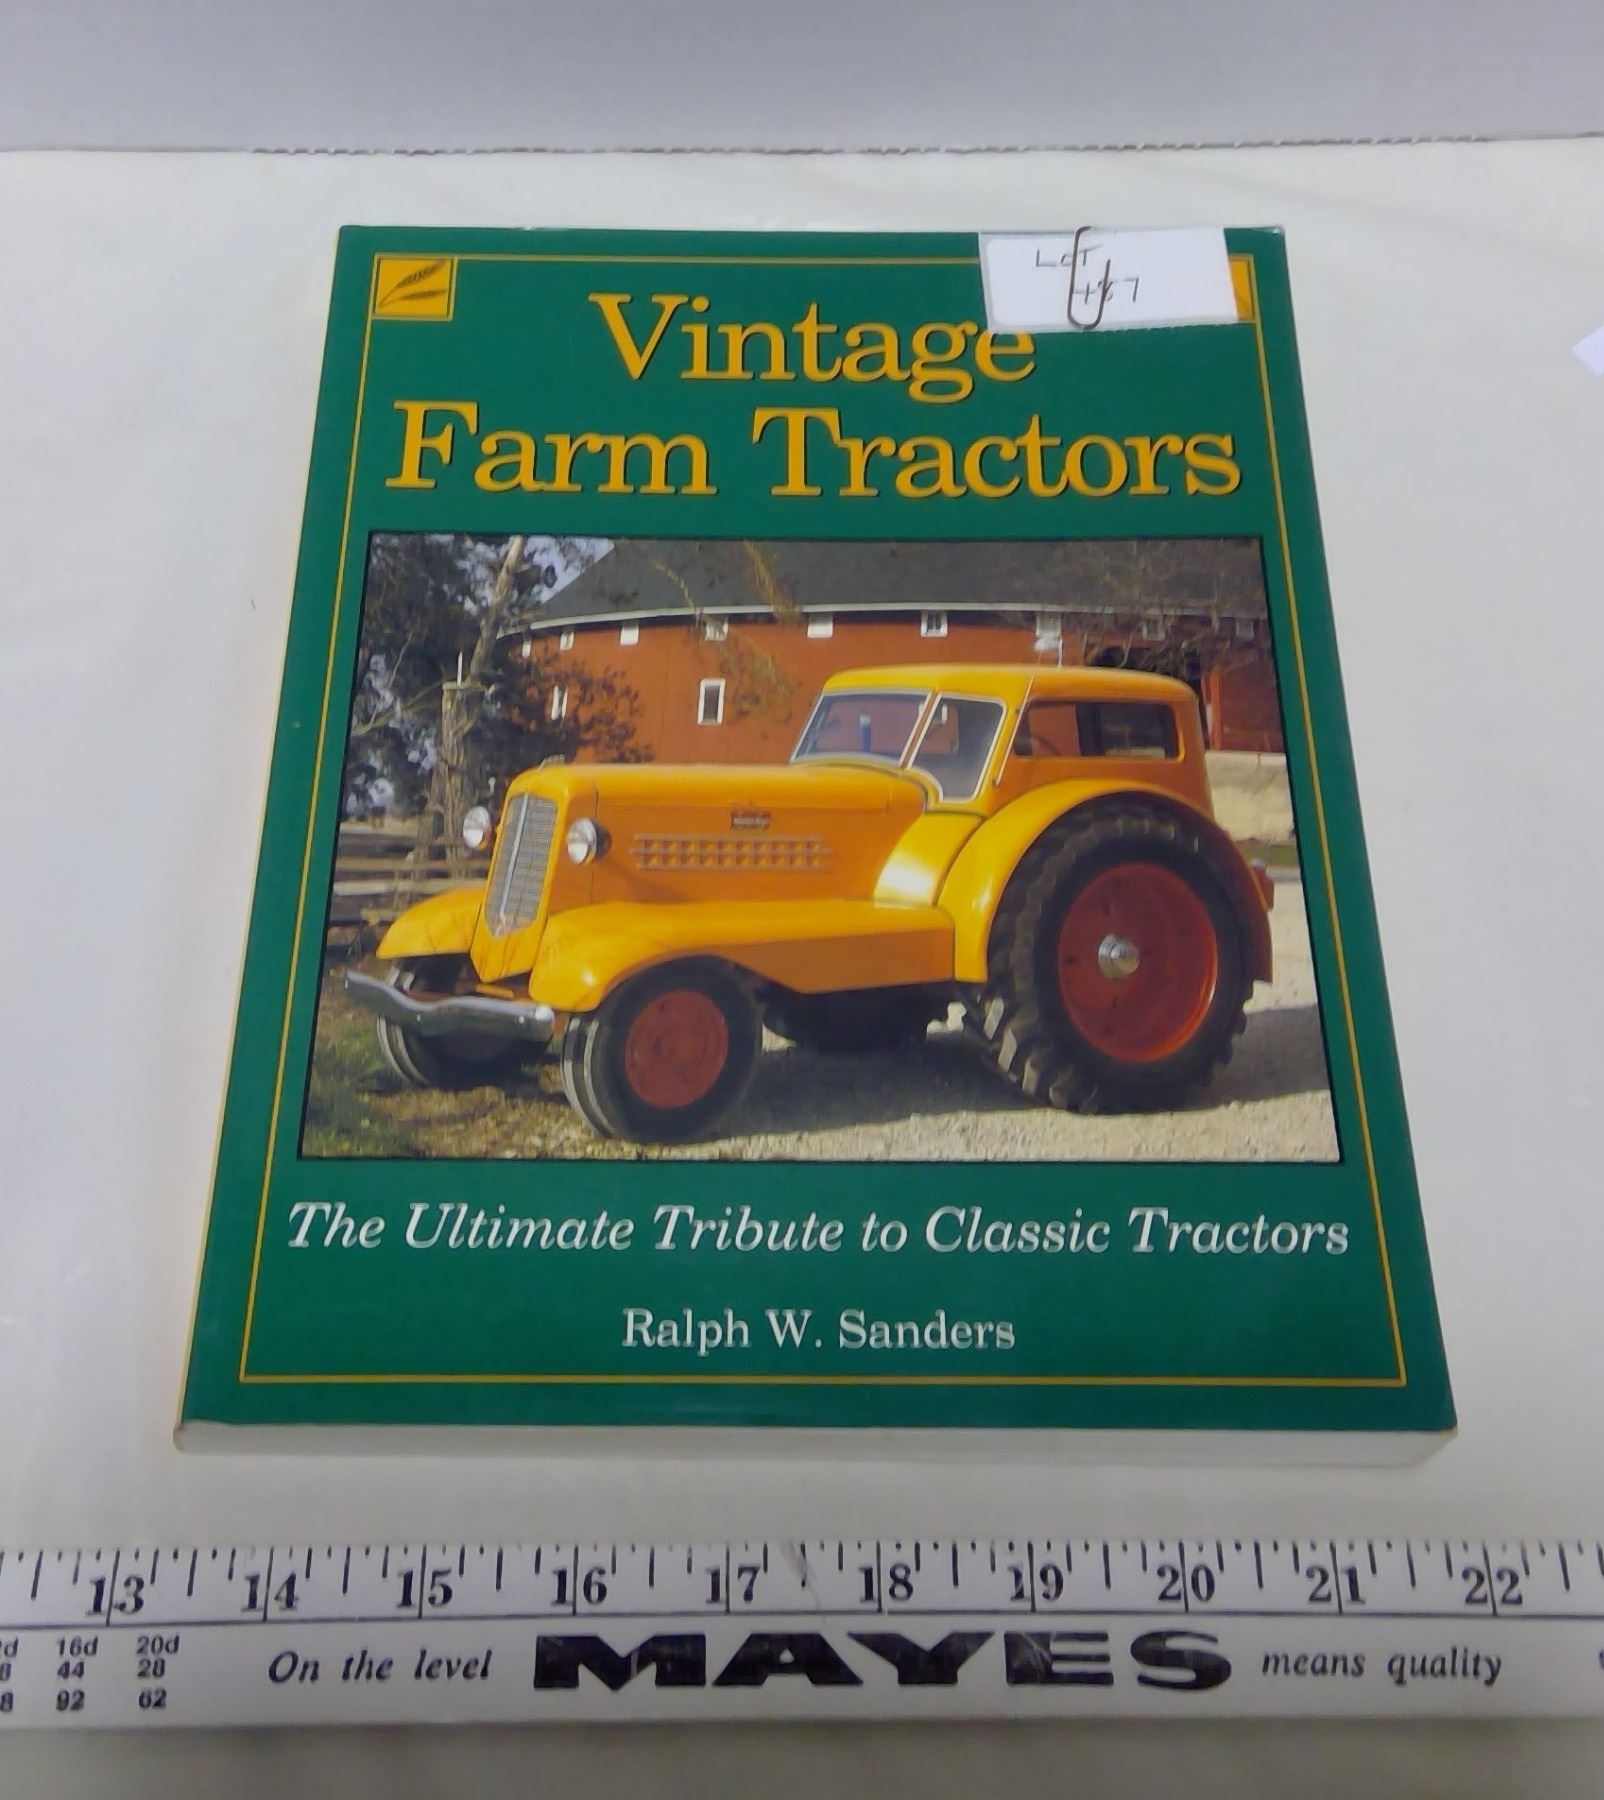 LOT
Vintage
Farm Tractors
The Ultimate Tribute to Classic Tractors
Ralph W. Sanders
13 14 15 16 17 18 19 20 21 22
16d 20d
44 28
92 62
On the level MAYES means quality